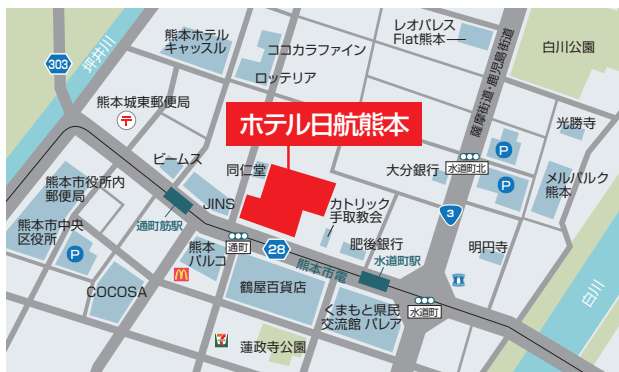 熊本ホテル
キャッスル
ココカラファイン
ロッテリア
レオパレス
Flat熊本
白川公園
303
坪井川
薩摩街道・鹿児島街道
熊本城東郵便局
〒
ホテル日航熊本
光勝寺
P
ビームス
同仁堂
大分銀行
水道町北
P
メルパルク
熊本
熊本市役所内
郵便局
JINS
カトリック
手取教会
3
通町筋駅
熊本市中央
区役所
P
熊本
パルコ
通町
28
熊本市電
肥後銀行
水道町駅
明円寺
白川
M
COCOSA
鶴屋百貨店
くまもと県民
交流館 パレア
水道町
7
蓮政寺公園